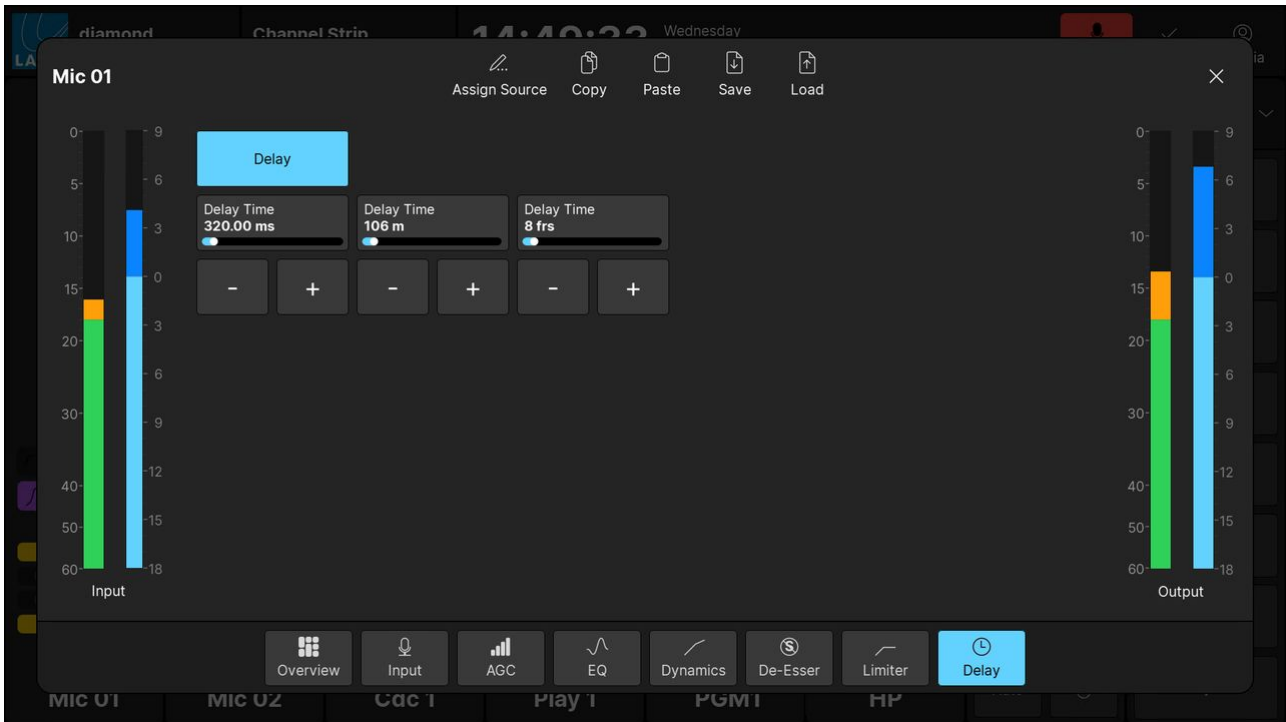 diamond
Channel Strip
Wednesday
Mic 01
Assign Source
Copy
Paste
Save
Load
0
5
10
15
20
30
40
50
60
9
6
3
0
3
6
9
12
15
18
Input
Delay
Delay Time
320.00 ms
Delay Time
106 m
Delay Time
8 frs
-
+
-
+
-
+
0
5
10
15
20
30
40
50
60
9
6
3
0
3
6
9
12
15
18
Output
Overview
Input
AGC
EQ
Dynamics
De-Esser
Limiter
Delay
Mic 01
Mic 02
Cdc 1
Play 1
PGM1
HP